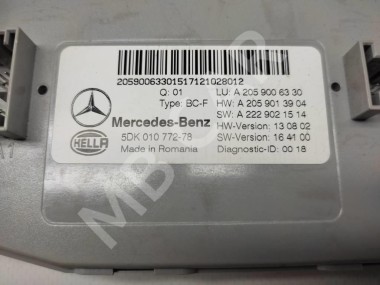 20590063301517121028012
Q: 01 LU: A 205 900 63 30
Type: BC-F HW: A 205 901 39 04
Mercedes-Benz SW: A 222 902 15 14
HELLA 5DK 010 772-78 HW-Version: 13 08 02
Made in Romania SW-Version: 16 41 00
Diagnostic-ID: 00 18